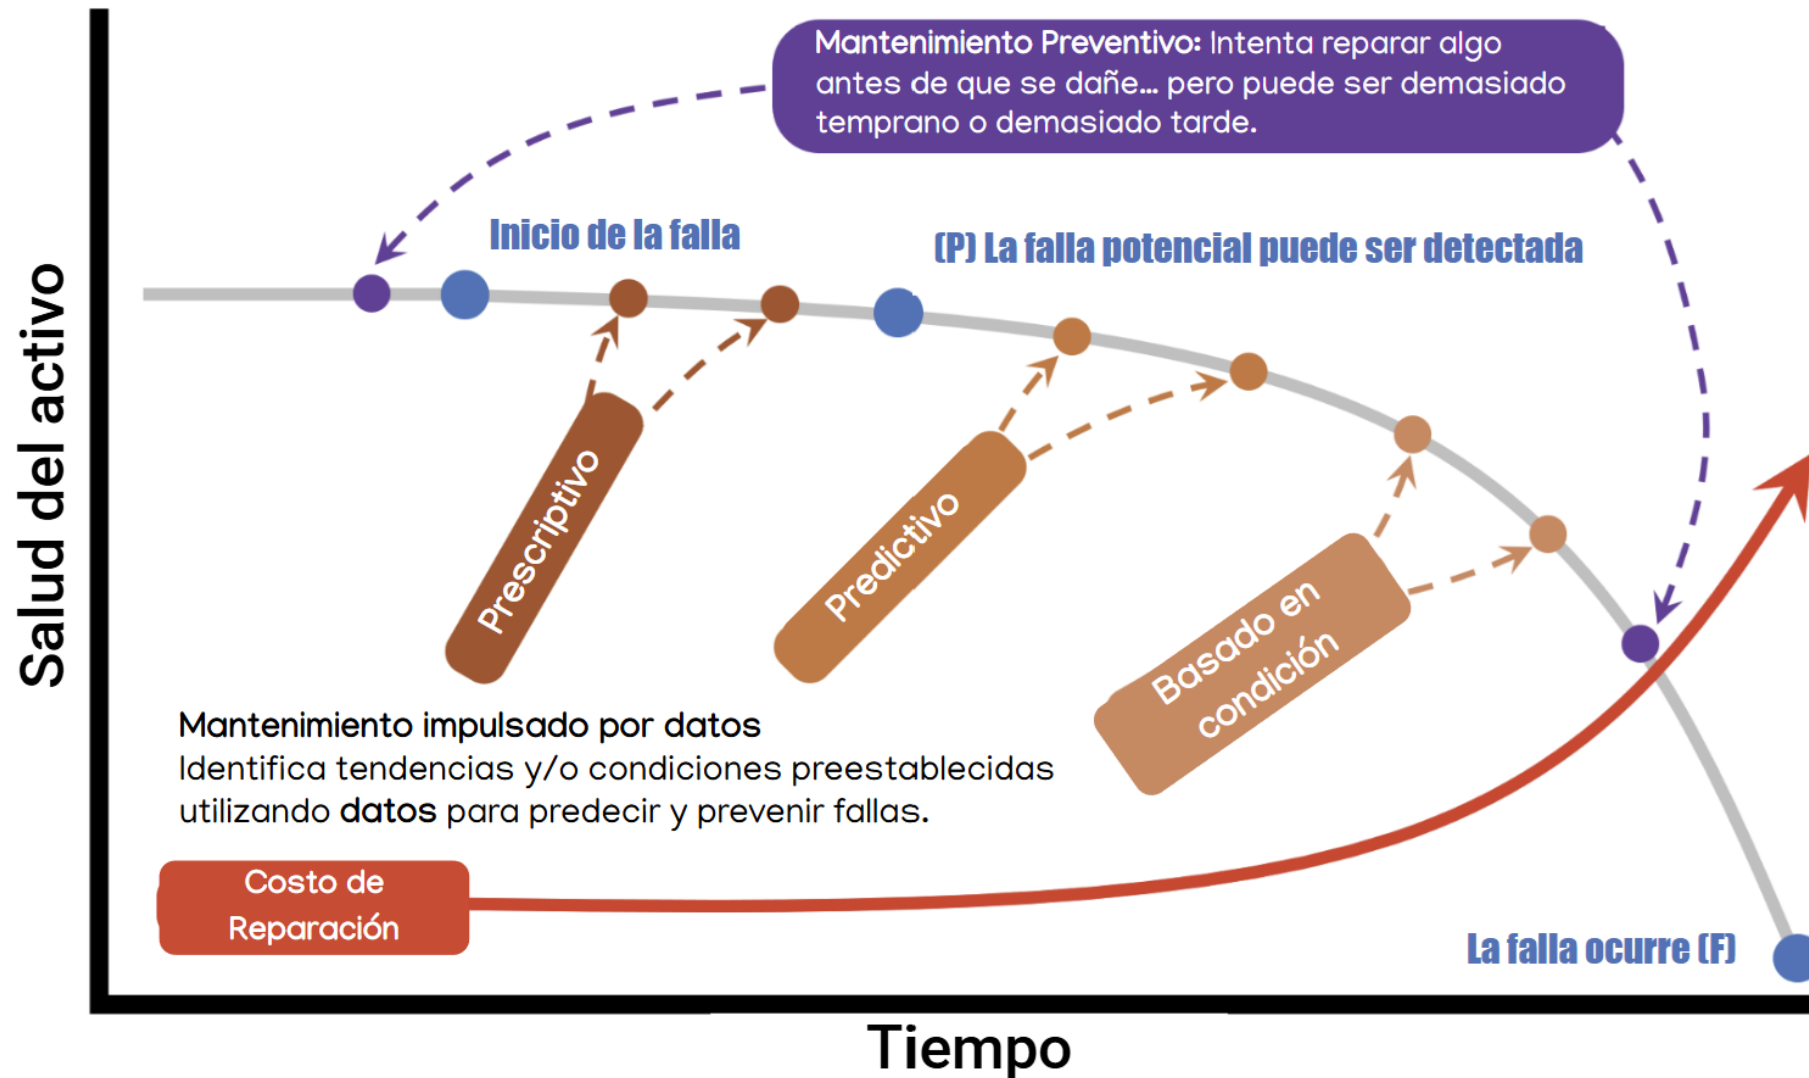 Mantenimiento Preventivo: Intenta reparar algo
antes de que se dañe... pero puede ser demasiado
temprano o demasiado tarde.
Inicio de la falla
(P) La falla potencial puede ser detectada
Salud del activo
Prescriptivo
Predictivo
Basado en
condición
Mantenimiento impulsado por datos
Identifica tendencias y/o condiciones preestablecidas
utilizando datos para predecir y prevenir fallas.
Costo de
Reparación
La falla ocurre (F)
Tiempo